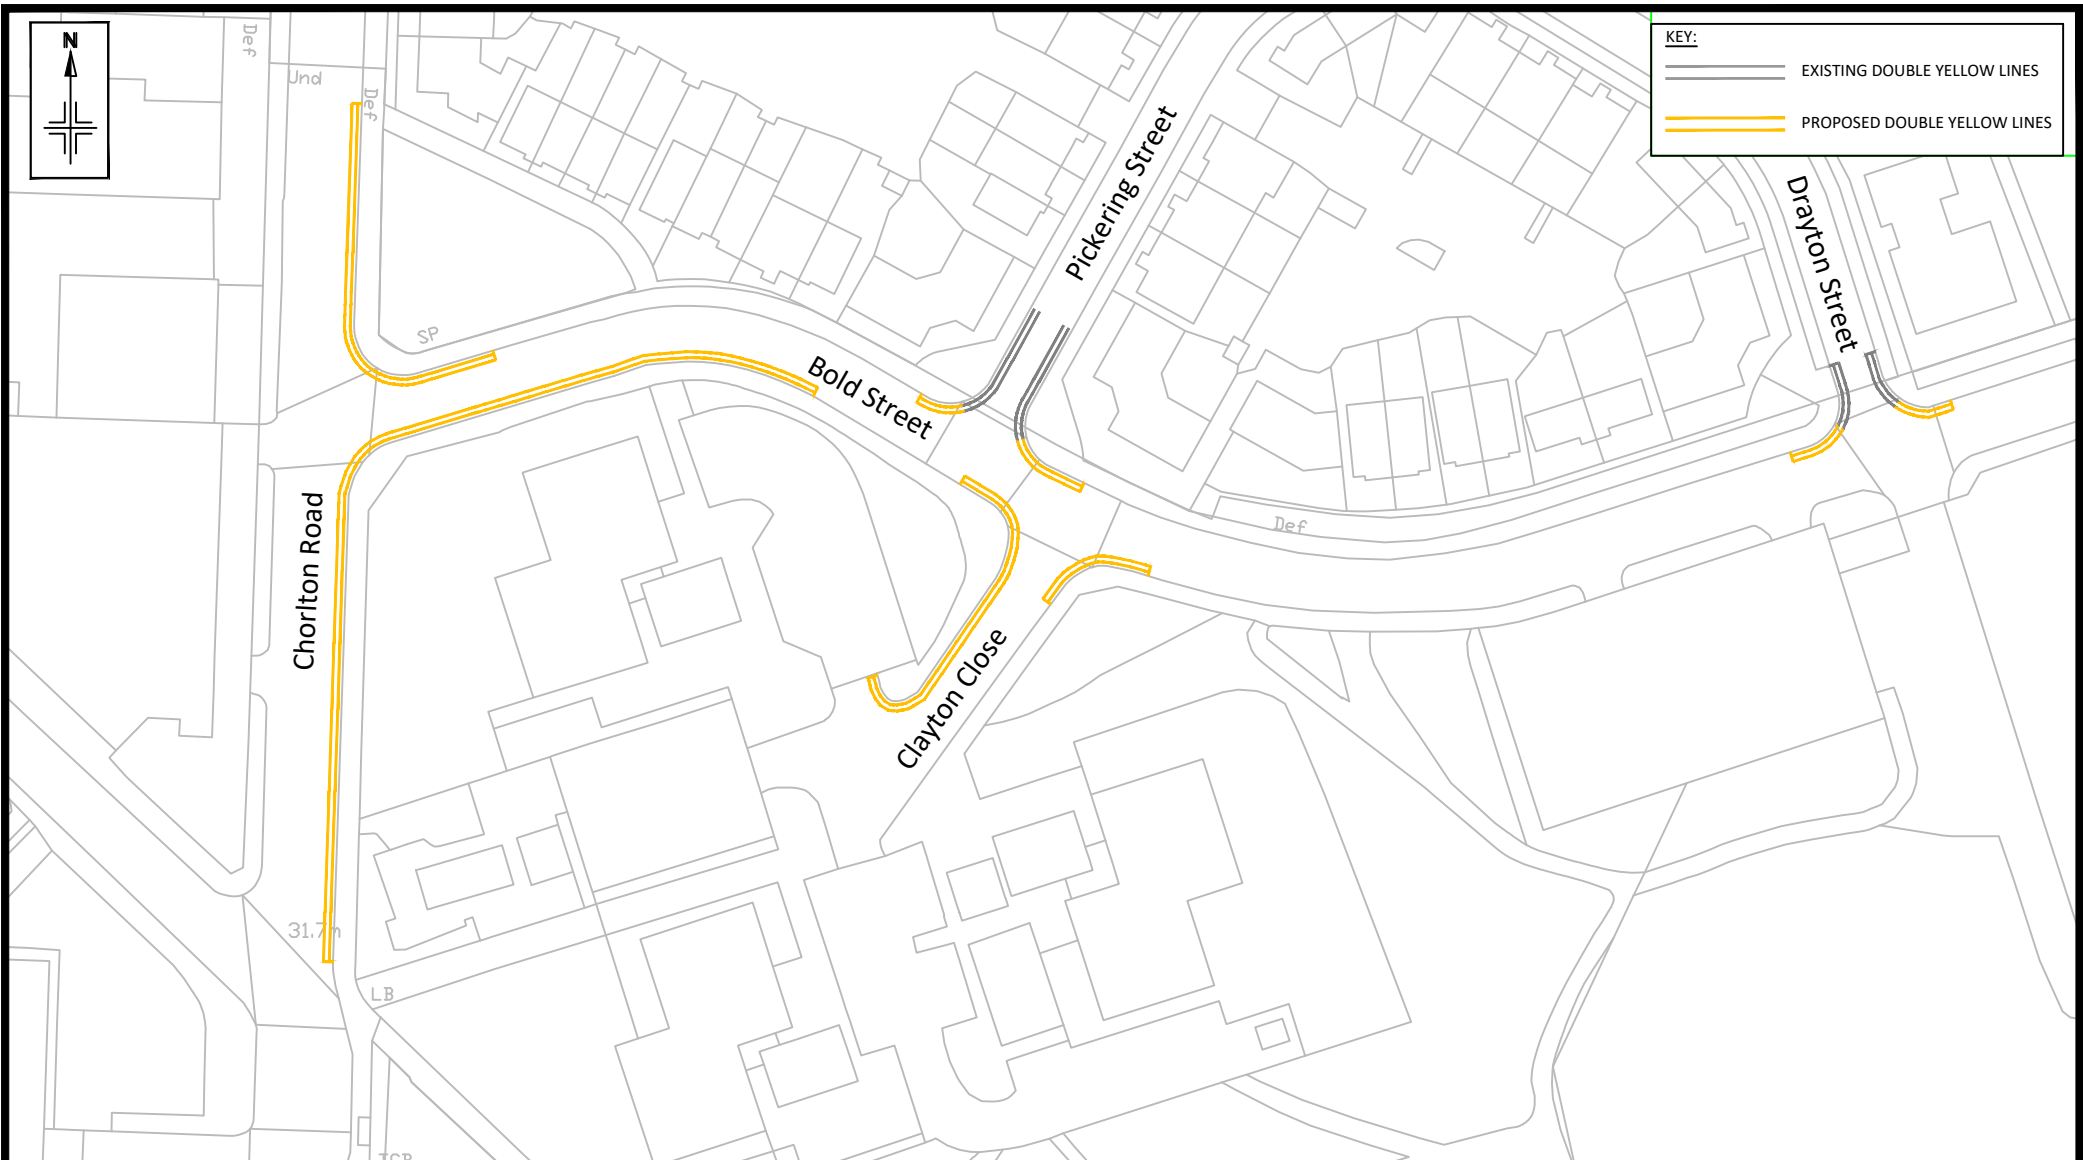 N
Def
Und
Def
KEY:
EXISTING DOUBLE YELLOW LINES
PROPOSED DOUBLE YELLOW LINES
Pickering Street
Drayton Street
SP
Bold Street
Chorlton Road
Def
Clayton Close
31.7m
LB
TCB